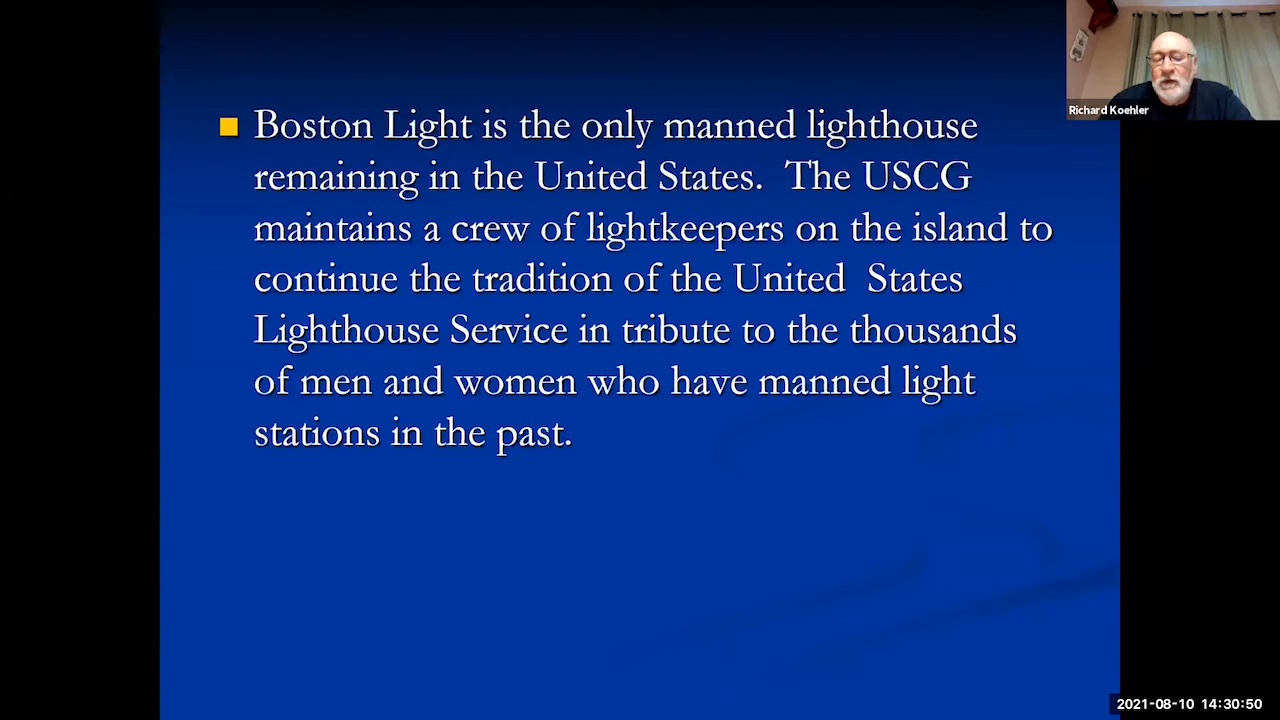 Boston Light is the only manned lighthouse
remaining in the United States. The USCG
maintains a crew of lightkeepers on the island to
continue the tradition of the United States
Lighthouse Service in tribute to the thousands
of men and women who have manned light
stations in the past.
Richard Koehler
2021-08-10 14:30:50